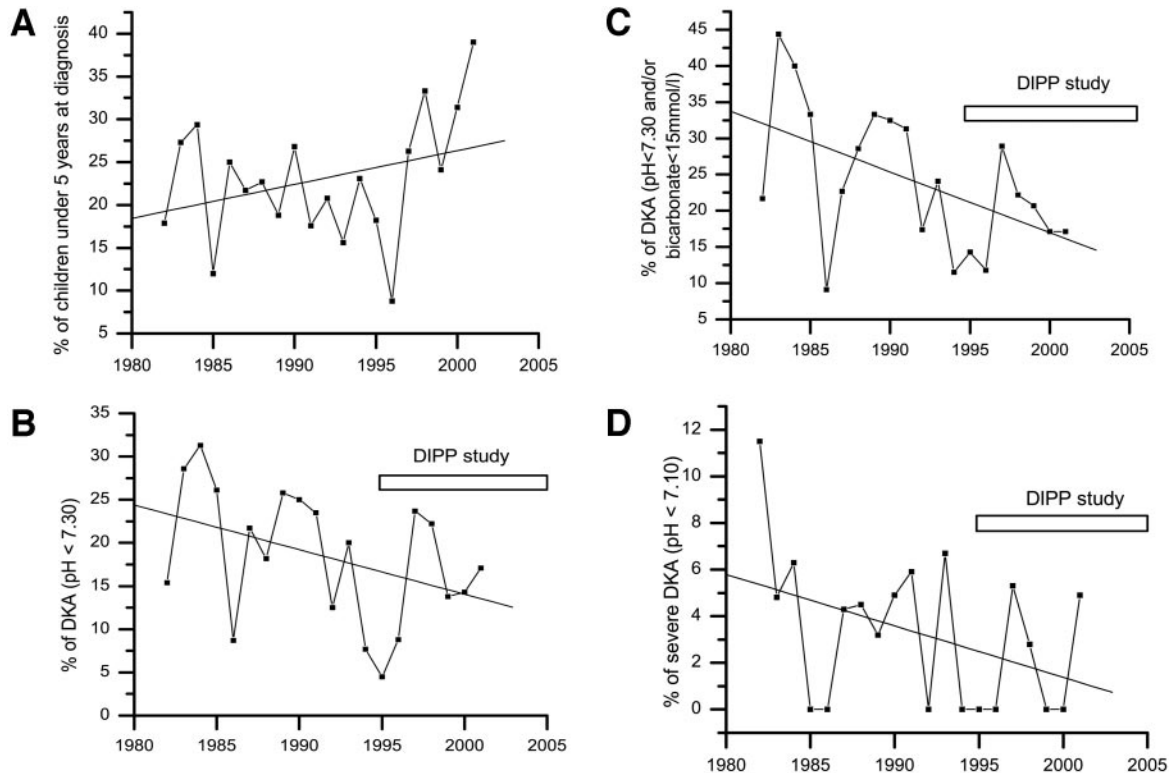 A
% of children under 5 years at diagnosis
40
35
30
25
20
15
10
5
1980 1985 1990 1995 2000 2005
B
% of DKA (pH < 7.30)
35
30
25
20
15
10
5
0
DIPP study
1980 1985 1990 1995 2000 2005
C
% of DKA (pH<7.30 and/or
bicarbonate<15mmol/l)
45
40
35
30
25
20
15
10
5
DIPP study
1980 1985 1990 1995 2000 2005
D
% of severe DKA (pH < 7.10)
12
10
8
6
4
2
0
DIPP study
1980 1985 1990 1995 2000 2005